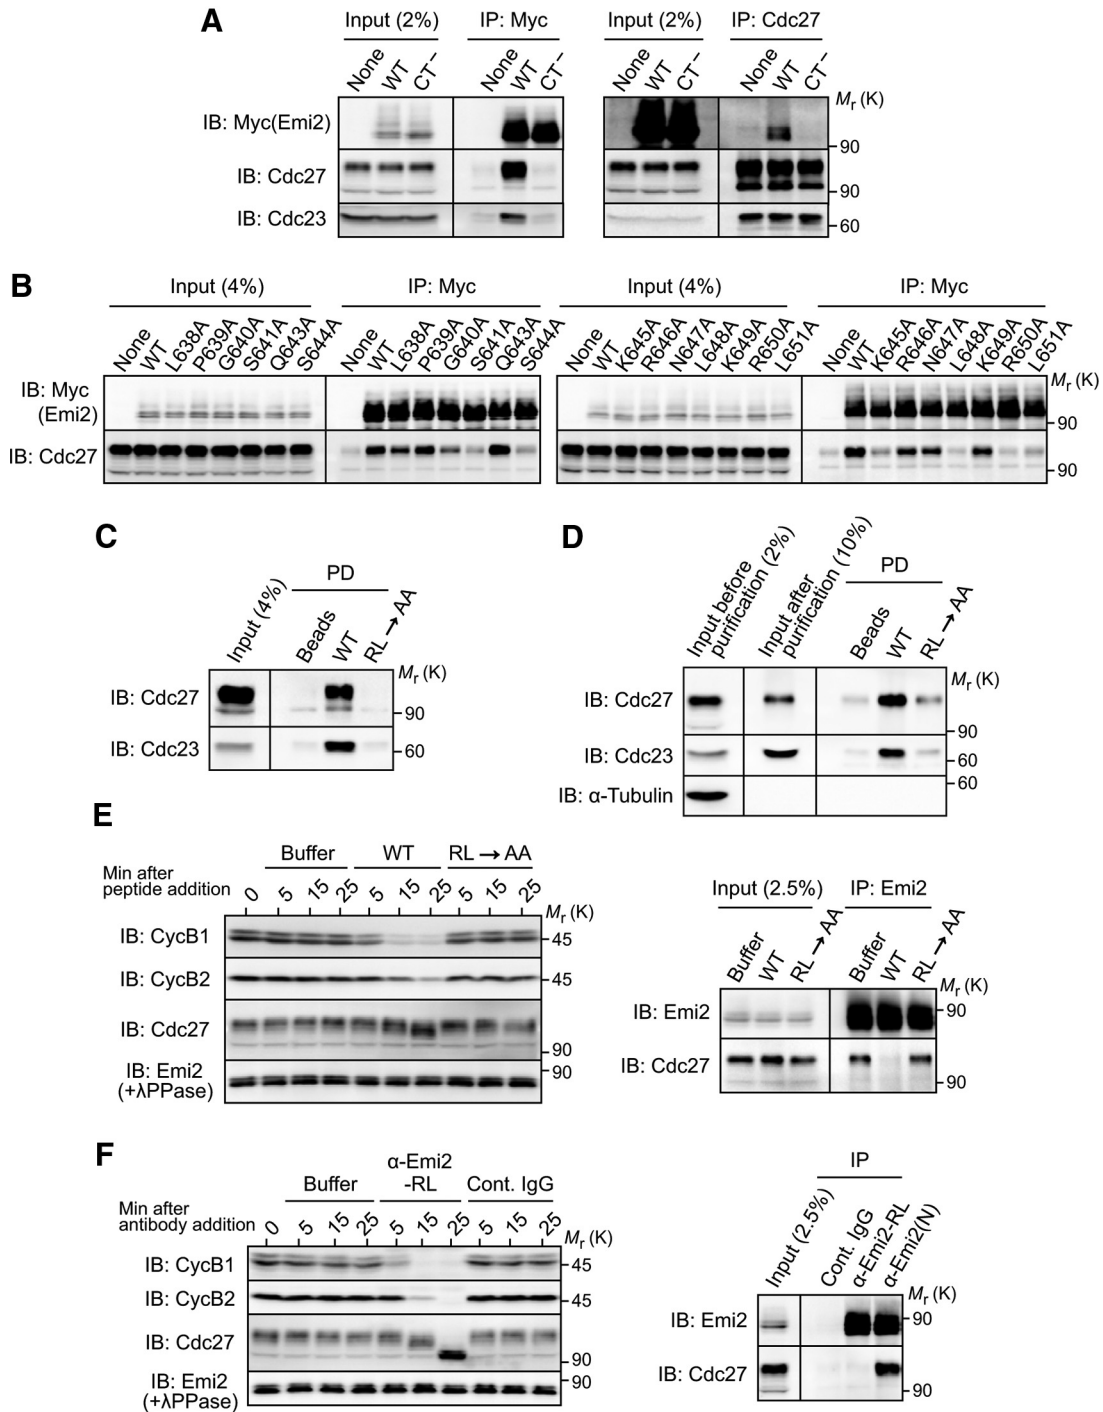 A
Input (2%) IP: Myc Input (2%) IP: Cdc27
None WT CT⁻ None WT CT⁻ None WT CT⁻ None WT CT⁻
Mr (K)
IB: Myc(Emi2)
90
IB: Cdc27
90
IB: Cdc23
60
B
Input (4%) IP: Myc Input (4%) IP: Myc
None WT L638A P639A G640A S641A Q643A S644A None WT L638A P639A G640A S641A Q643A S644A None WT K645A R646A N647A L648A K649A R650A L651A None WT K645A R646A N647A L648A K649A R650A L651A
Mr (K)
IB: Myc
(Emi2)
90
IB: Cdc27
90
C
PD
Input (4%) Beads WT RL→AA
Mr (K)
IB: Cdc27
90
IB: Cdc23
60
D
Input before purification (2%) Input after purification (10%)
PD
Beads WT RL→AA
Mr (K)
IB: Cdc27
90
IB: Cdc23
60
60
IB: α-Tubulin
E
Buffer WT RL→AA
Min after
peptide addition
0 5 15 25 5 15 25 5 15 25
Mr (K)
IB: CycB1
45
IB: CycB2
45
IB: Cdc27
90
IB: Emi2
(+λPPase)
90
Input (2.5%) IP: Emi2
Buffer WT RL→AA Buffer WT RL→AA
Mr (K)
IB: Emi2
90
IB: Cdc27
90
F
α-Emi2
-RL
Buffer Cont. IgG
Min after
antibody addition
0 5 15 25 5 15 25 5 15 25
Mr (K)
IB: CycB1
45
IB: CycB2
45
IB: Cdc27
90
IB: Emi2
(+λPPase)
90
IP
Input (2.5%) Cont. IgG α-Emi2-RL α-Emi2(N)
Mr (K)
IB: Emi2
90
IB: Cdc27
90